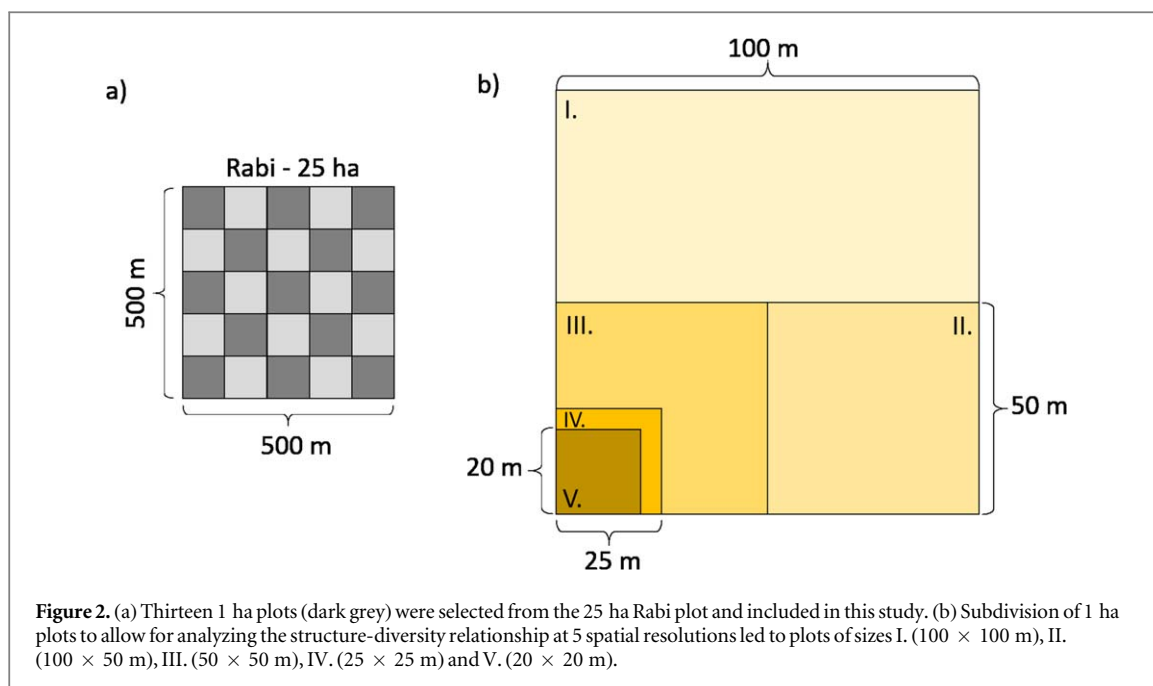 a)
Rabi - 25 ha
500 m
500 m
b)
100 m
I.
III.
II.
50 m
IV.
20 m
V.
25 m
Figure 2. (a) Thirteen 1 ha plots (dark grey) were selected from the 25 ha Rabi plot and included in this study. (b) Subdivision of 1 ha
plots to allow for analyzing the structure-diversity relationship at 5 spatial resolutions led to plots of sizes I. (100 × 100 m), II.
(100 × 50 m), III. (50 × 50 m), IV. (25 × 25 m) and V. (20 × 20 m).